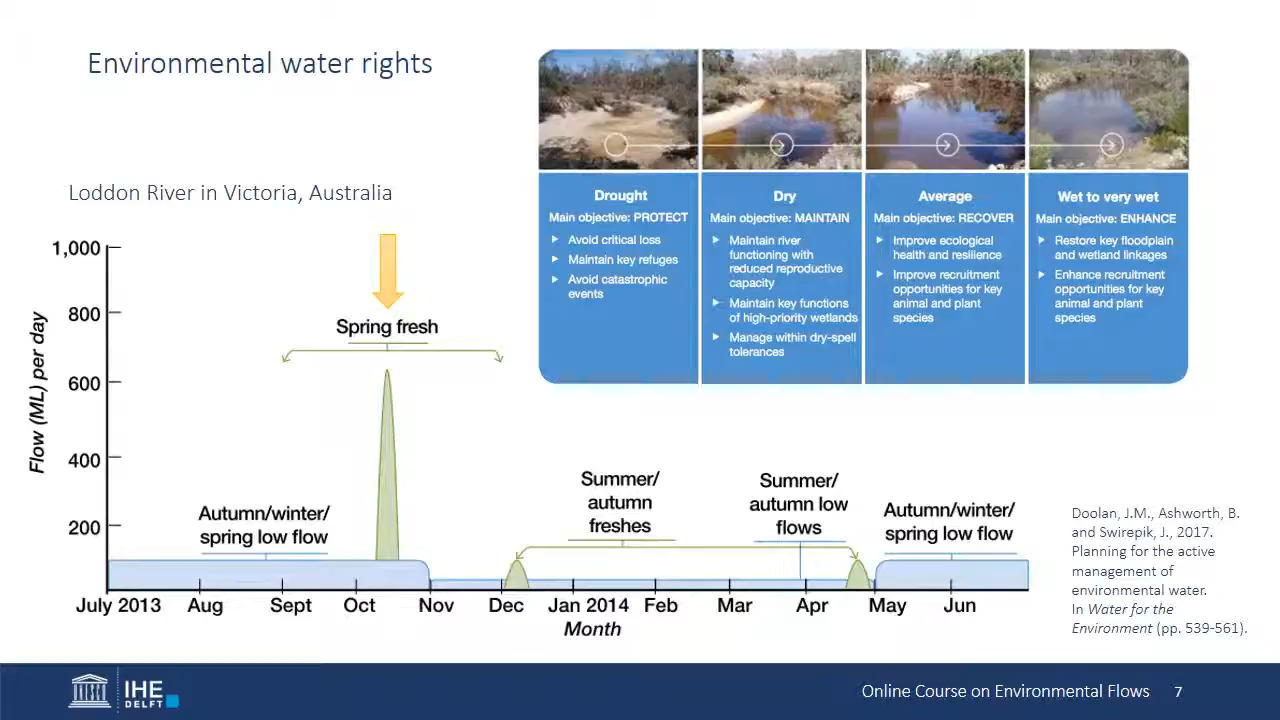 Environmental water rights
Loddon River in Victoria, Australia
Drought
Main objective: PROTECT
Avoid critical loss
Maintain key refuges
Avoid catastrophic
events
Dry
Main objective: MAINTAIN
Maintain river
functioning with
reduced reproductive
capacity
Maintain key functions
of high-priority wetlands
Manage within dry-spell
tolerances
Average
Main objective: RECOVER
Improve ecological
health and resilience
Improve recruitment
opportunities for key
animal and plant
species
Wet to very wet
Main objective: ENHANCE
Restore key floodplain
and wetland linkages
Enhance recruitment
opportunities for key
animal and plant
species
Flow (ML) per day
1,000
800
600
400
200
Spring fresh
Autumn/winter/
spring low flow
Summer/
autumn
freshes
Summer/
autumn low
flows
Autumn/winter/
spring low flow
July 2013 Aug Sept Oct Nov Dec Jan 2014 Feb Mar Apr May Jun
Month
Doolan, J.M., Ashworth, B.
and Swirepik, J., 2017.
Planning for the active
management of
environmental water.
In Water for the
Environment (pp. 539-561).
IHE
DELFT
Online Course on Environmental Flows 7